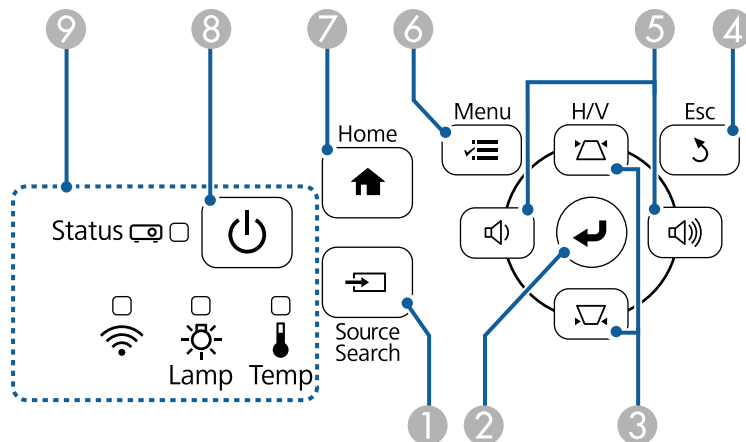 9 8 7 6 5 4
Menu H/V Esc
Home
Status
Source
Search
Lamp Temp
1 2 3